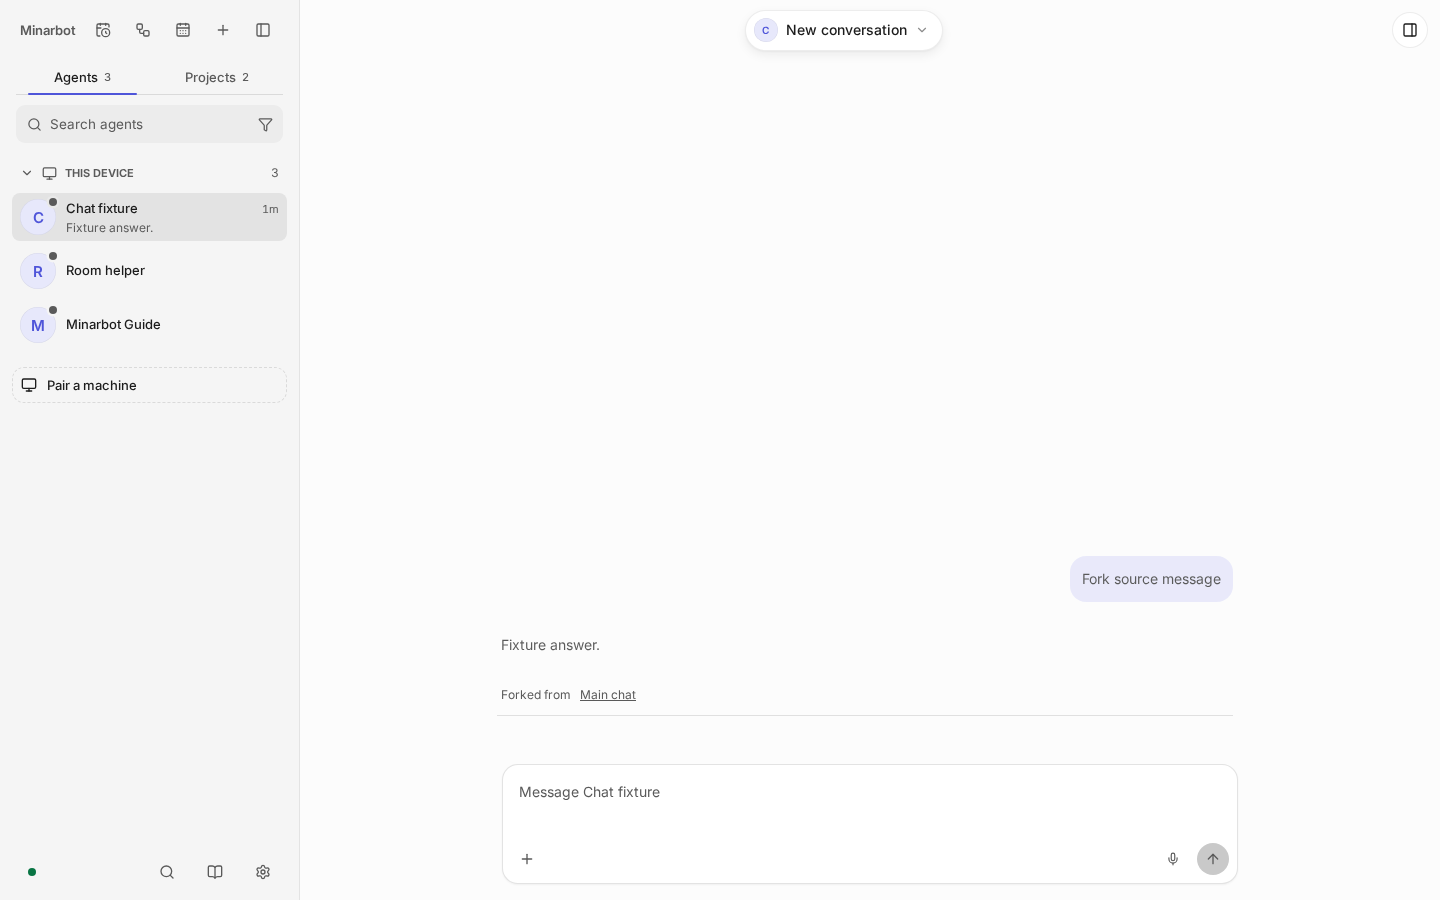 Minarbot
Agents 3
Projects 2
Search agents
THIS DEVICE 3
C
Chat fixture 1m
Fixture answer.
R
Room helper
M
Minarbot Guide
Pair a machine
C New conversation
Fork source message
Fixture answer.
Forked from Main chat
Message Chat fixture